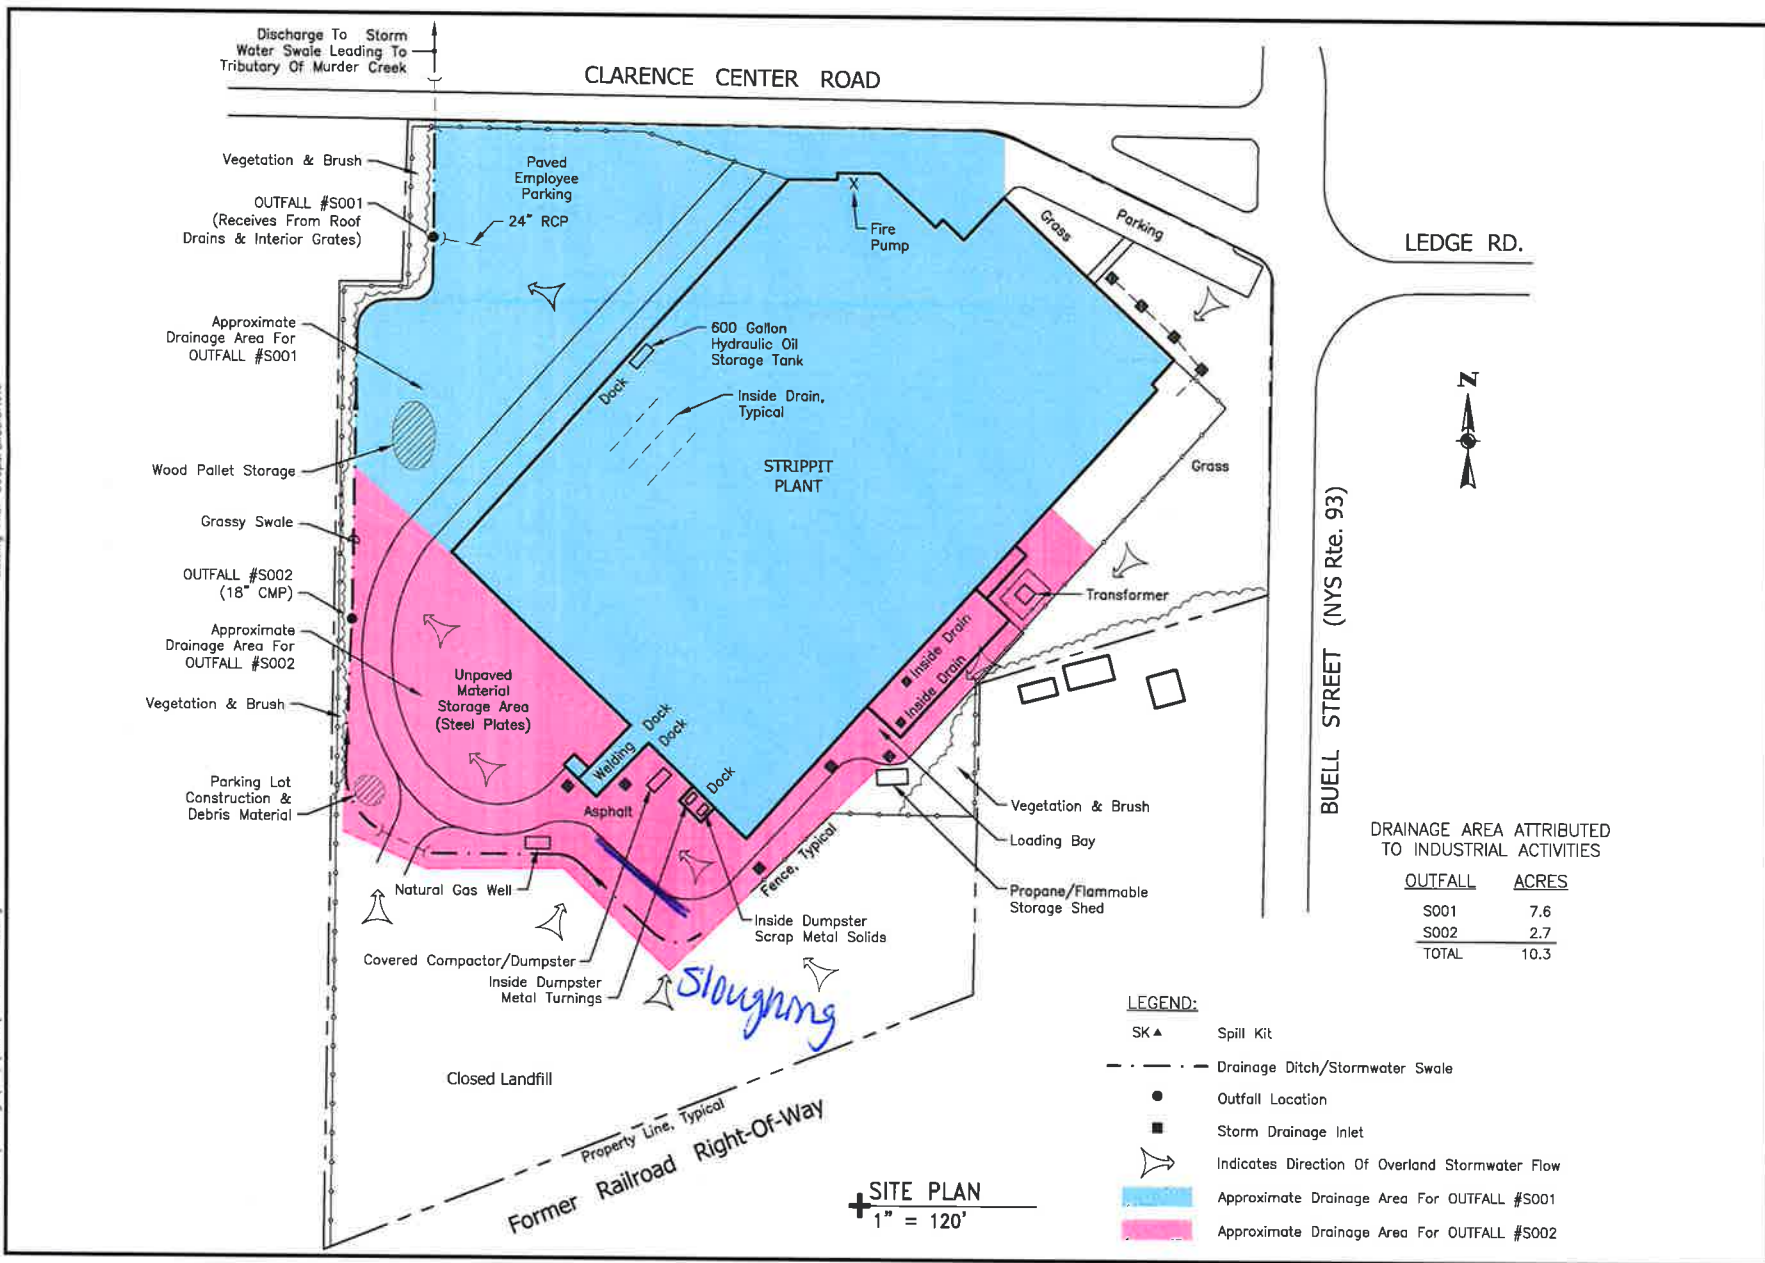 Discharge To Storm
Water Swale Leading To
Tributary Of Murder Creek
CLARENCE CENTER ROAD
Vegetation & Brush
OUTFALL #S001
(Receives From Roof
Drains & Interior Grates)
Paved
Employee
Parking
24" RCP
X
Fire
Pump
Grass
Parking
LEDGE RD.
Approximate
Drainage Area For
OUTFALL #S001
600 Gallon
Hydraulic Oil
Storage Tank
Dock
Inside Drain,
Typical
N
Wood Pallet Storage
STRIPPIT
PLANT
Grass
Grassy Swale
BUELL STREET (NYS Rte. 93)
OUTFALL #S002
(18" CMP)
Transformer
Approximate
Drainage Area For
OUTFALL #S002
Inside Drain
Inside Drain
Unpaved
Material
Storage Area
(Steel Plates)
Vegetation & Brush
Welding
Dock
Dock
Dock
Parking Lot
Construction &
Debris Material
Asphalt
Vegetation & Brush
Loading Bay
Fence, Typical
Natural Gas Well
Propane/Flammable
Storage Shed
Inside Dumpster
Scrap Metal Solids
Covered Compactor/Dumpster
Inside Dumpster
Metal Turnings
Sloughing
Closed Landfill
Property Line, Typical
Former Railroad Right-Of-Way
SITE PLAN
1" = 120'
DRAINAGE AREA ATTRIBUTED
TO INDUSTRIAL ACTIVITIES
OUTFALL ACRES
S001 7.6
S002 2.7
TOTAL 10.3
LEGEND:
SK▲ Spill Kit
Drainage Ditch/Stormwater Swale
Outfall Location
Storm Drainage Inlet
Indicates Direction Of Overland Stormwater Flow
Approximate Drainage Area For OUTFALL #S001
Approximate Drainage Area For OUTFALL #S002